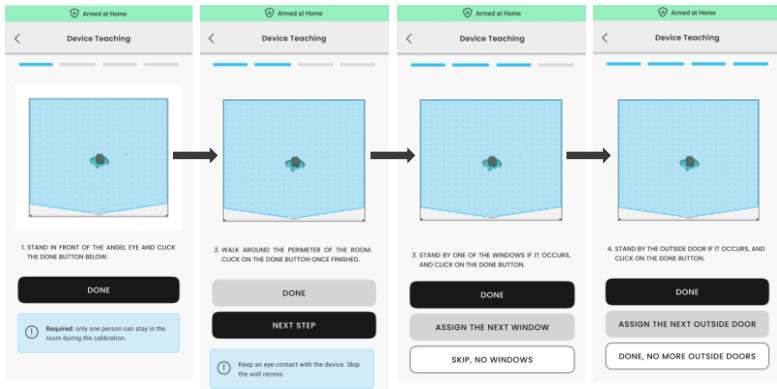 Armed at Home
Device Teaching
1. STAND IN FRONT OF THE ANGEL EYE AND CLICK
THE DONE BUTTON BELOW.
DONE
Required: only one person can stay in the
room during the calibration.
Armed at Home
Device Teaching
2. WALK AROUND THE PERIMETER OF THE ROOM.
CLICK ON THE DONE BUTTON ONCE FINISHED.
DONE
NEXT STEP
Keep an eye contact with the device. Skip
the wall recess.
Armed at Home
Device Teaching
3. STAND BY ONE OF THE WINDOWS IF IT OCCURS,
AND CLICK ON THE DONE BUTTON.
DONE
ASSIGN THE NEXT WINDOW
SKIP, NO WINDOWS
Armed at Home
Device Teaching
4. STAND BY THE OUTSIDE DOOR IF IT OCCURS, AND
CLICK ON THE DONE BUTTON.
DONE
ASSIGN THE NEXT OUTSIDE DOOR
DONE, NO MORE OUTSIDE DOORS